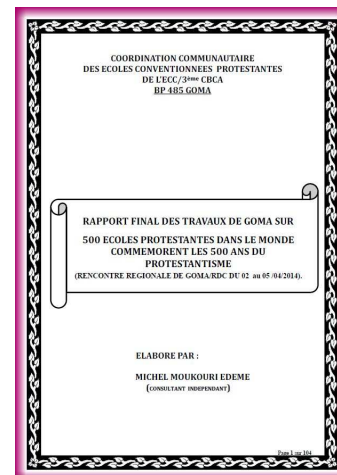 COORDINATION COMMUNAUTAIRE
DES ECOLES CONVENTIONNEES PROTESTANTES
DE L'ECC/3ème CBCA
BP 485 GOMA
RAPPORT FINAL DES TRAVAUX DE GOMA SUR
500 ECOLES PROTESTANTES DANS LE MONDE
COMMEMORENT LES 500 ANS DU
PROTESTANTISME
(RENCONTRE REGIONALE DE GOMA/RDC DU 02 au 05 /04/2014).
ELABORE PAR :
MICHEL MOUKOURI EDEME
(CONSULTANT INDEPENDANT)
Page 1 sur 104